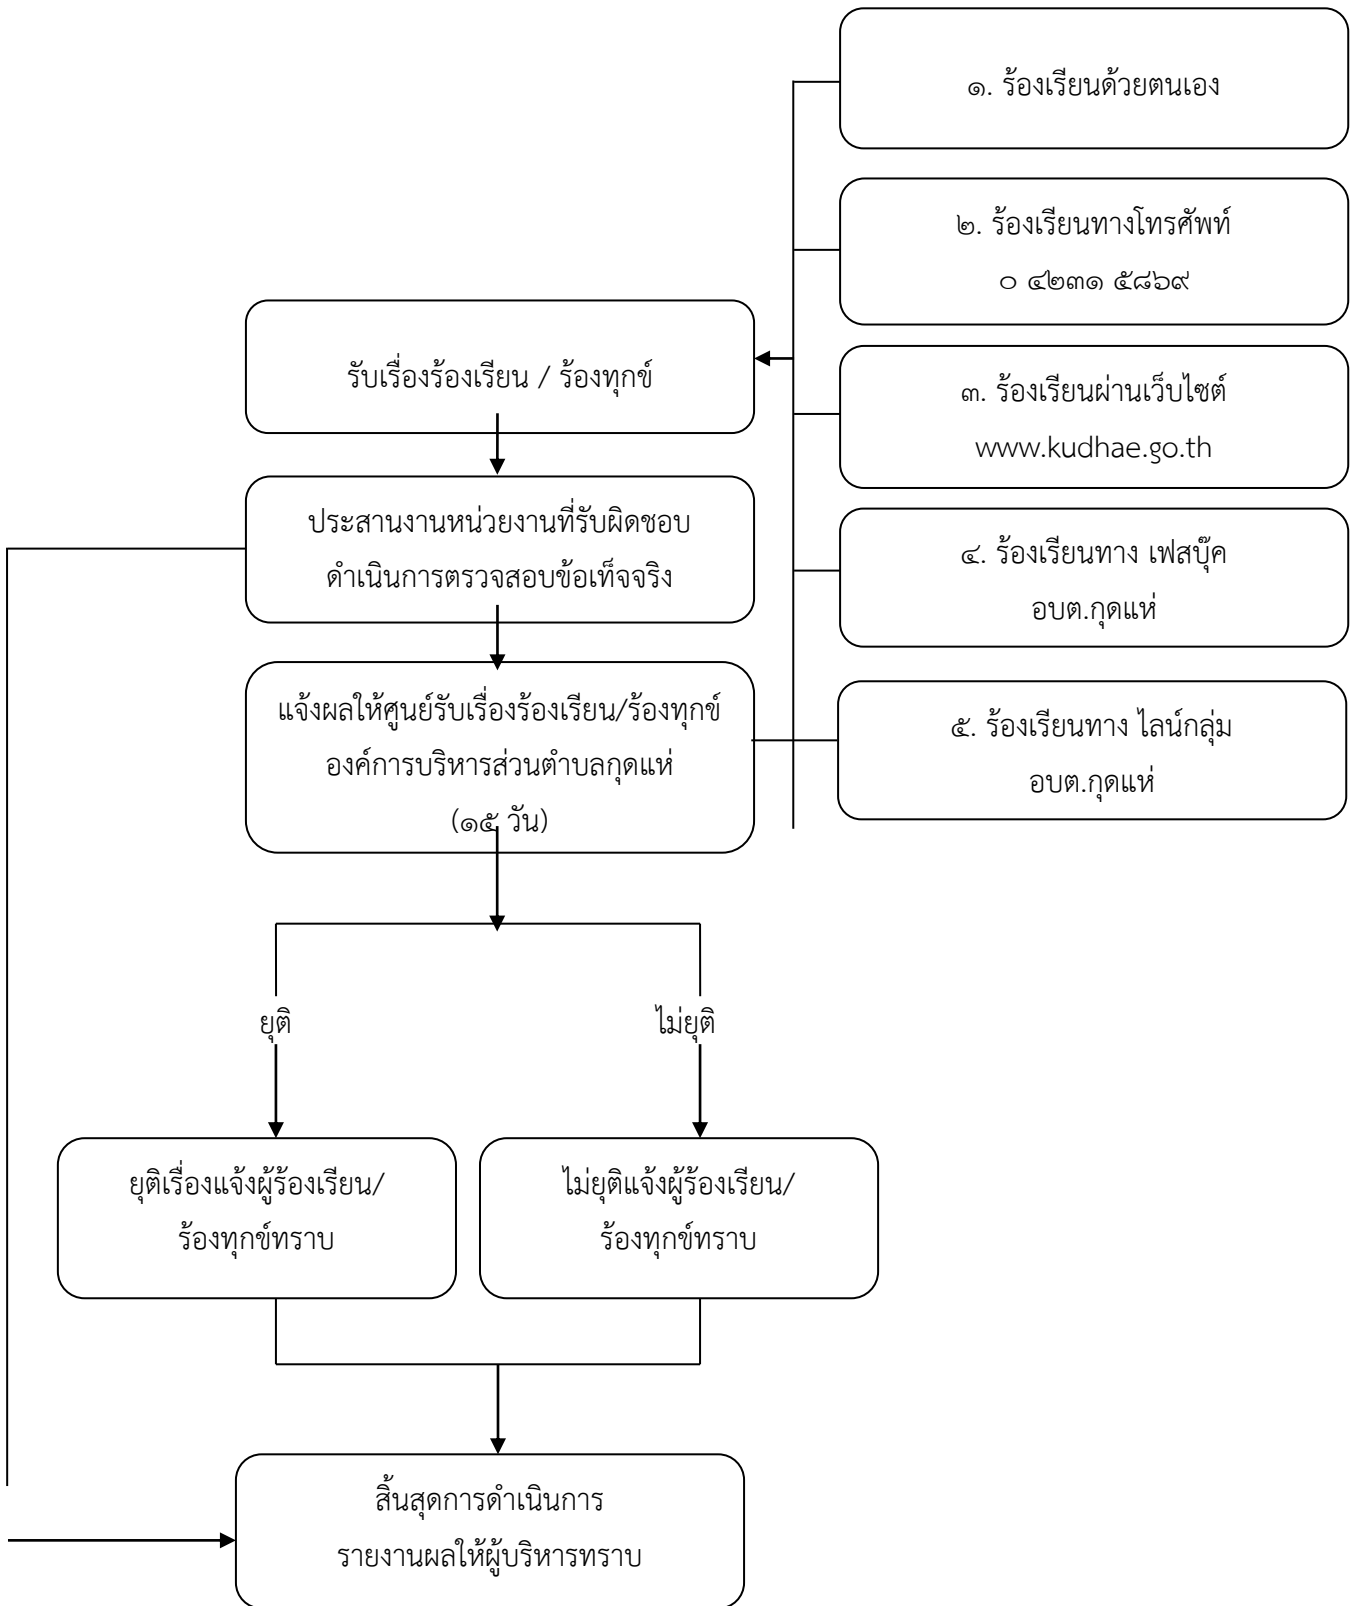 ๑. ร้องเรียนด้วยตนเอง
๒. ร้องเรียนทางโทรศัพท์
๐ ๔๒๓๑ ๕๘๖๙
๓. ร้องเรียนผ่านเว็บไซต์
www.kudhae.go.th
๔. ร้องเรียนทาง เฟสบุ๊ค
อบต.กุดแห่
๕. ร้องเรียนทาง ไลน์กลุ่ม
อบต.กุดแห่
รับเรื่องร้องเรียน / ร้องทุกข์
ประสานงานหน่วยงานที่รับผิดชอบ
ดำเนินการตรวจสอบข้อเท็จจริง
แจ้งผลให้ศูนย์รับเรื่องร้องเรียน/ร้องทุกข์
องค์การบริหารส่วนตำบลกุดแห่
(๑๕ วัน)
ยุติ
ไม่ยุติ
ยุติเรื่องแจ้งผู้ร้องเรียน/
ร้องทุกข์ทราบ
ไม่ยุติแจ้งผู้ร้องเรียน/
ร้องทุกข์ทราบ
สิ้นสุดการดำเนินการ
รายงานผลให้ผู้บริหารทราบ